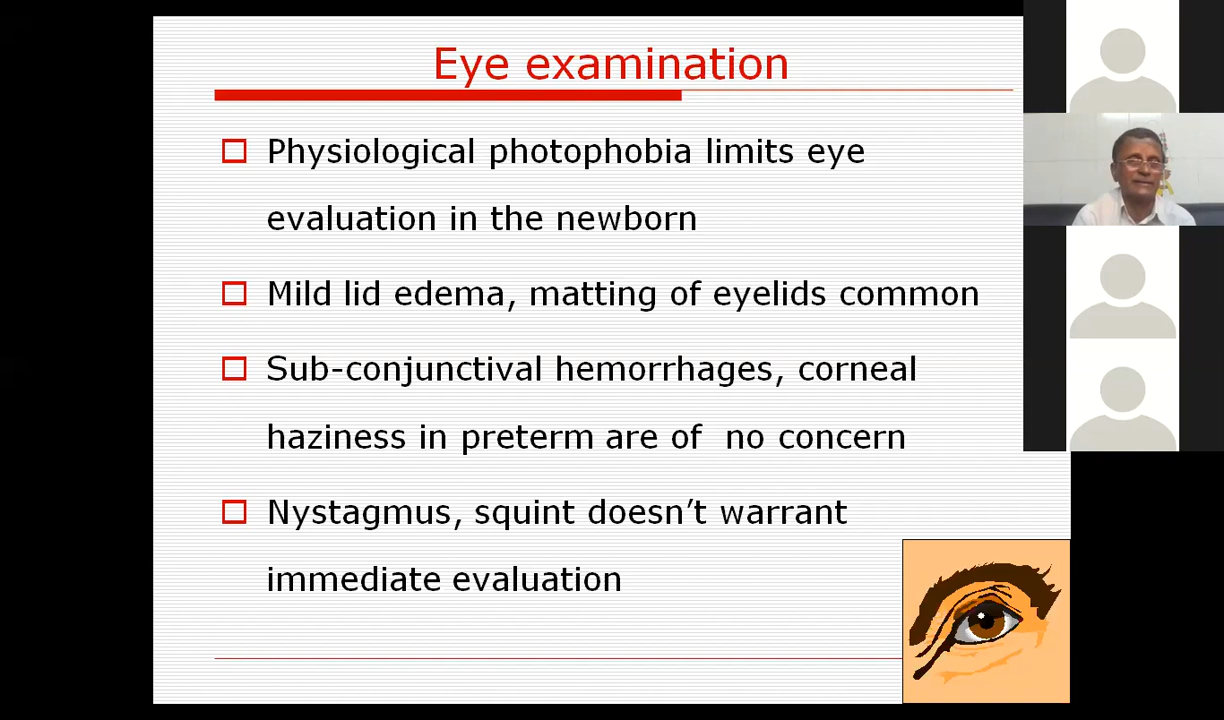 Eye examination
Physiological photophobia limits eye
evaluation in the newborn
Mild lid edema, matting of eyelids common
Sub-conjunctival hemorrhages, corneal
haziness in preterm are of  no concern
Nystagmus, squint doesn’t warrant
immediate evaluation